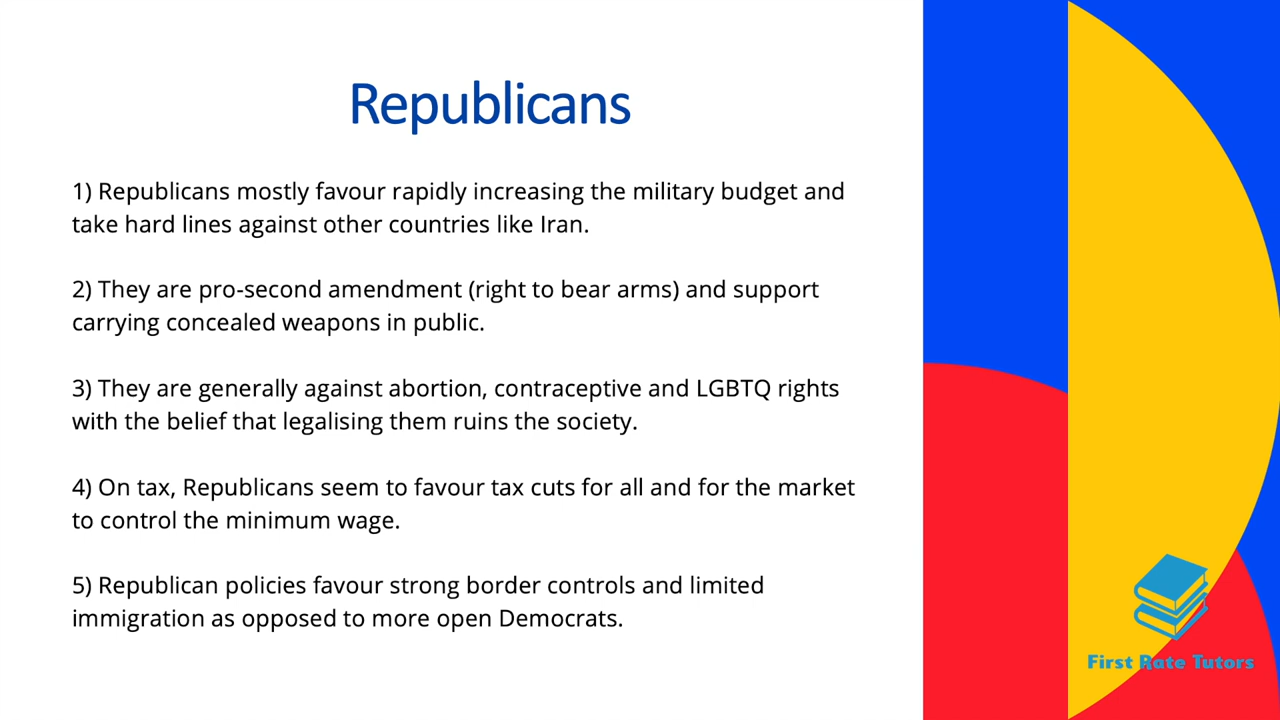 Republicans
1) Republicans mostly favour rapidly increasing the military budget and
take hard lines against other countries like Iran.
2) They are pro-second amendment (right to bear arms) and support
carrying concealed weapons in public.
3) They are generally against abortion, contraceptive and LGBTQ rights
with the belief that legalising them ruins the society.
4) On tax, Republicans seem to favour tax cuts for all and for the market
to control the minimum wage.
5) Republican policies favour strong border controls and limited
immigration as opposed to more open Democrats.
First Rate Tutors